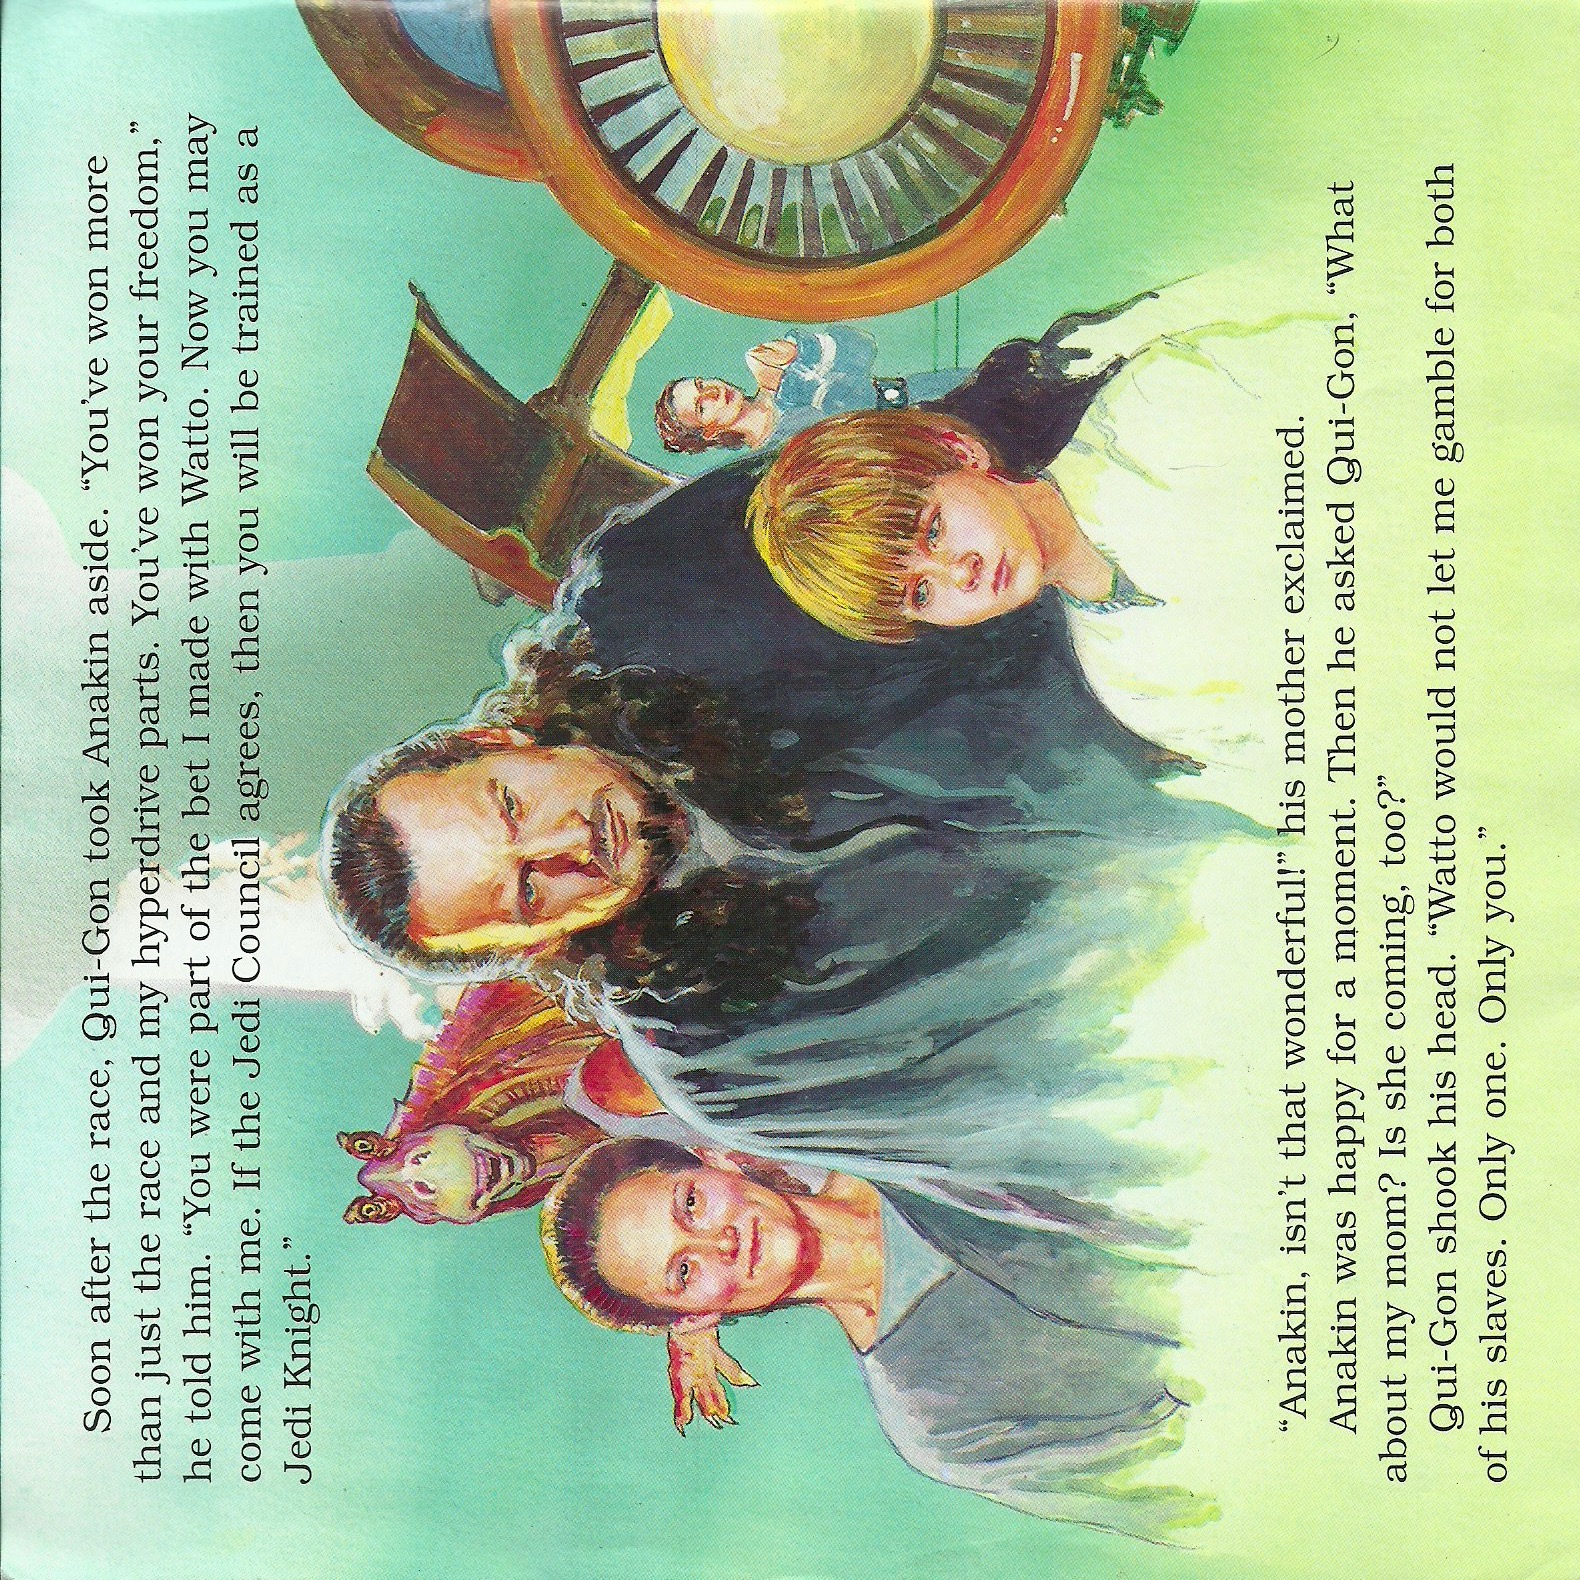 Soon after the race, Qui-Gon took Anakin aside. “You’ve won more
than just the race and my hyperdrive parts. You’ve won your freedom,”
he told him. “You were part of the bet I made with Watto. Now you may
come with me. If the Jedi Council agrees, then you will be trained as a
Jedi Knight.”
“Anakin, isn’t that wonderful!” his mother exclaimed.
Anakin was happy for a moment. Then he asked Qui-Gon, “What
about my mom? Is she coming, too?”
Qui-Gon shook his head. “Watto would not let me gamble for both
of his slaves. Only one. Only you.”